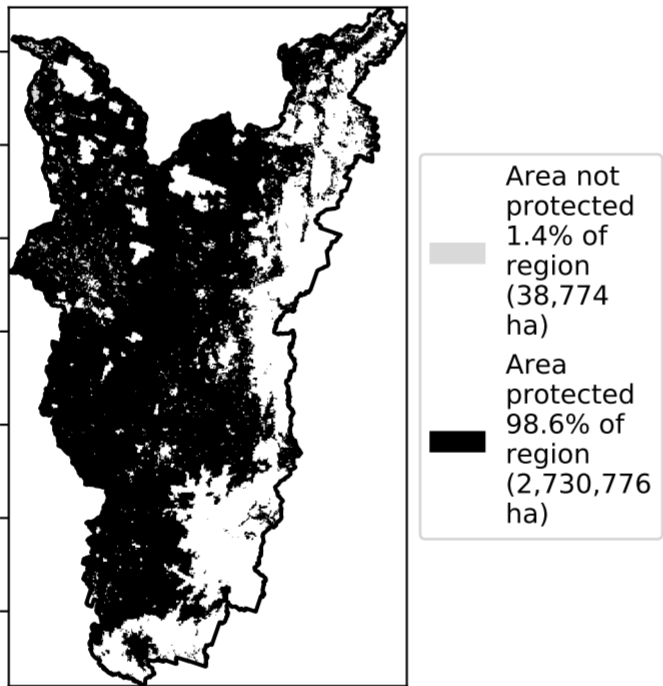 Area not
protected
1.4% of
region
(38,774
ha)
Area
protected
98.6% of
region
(2,730,776
ha)